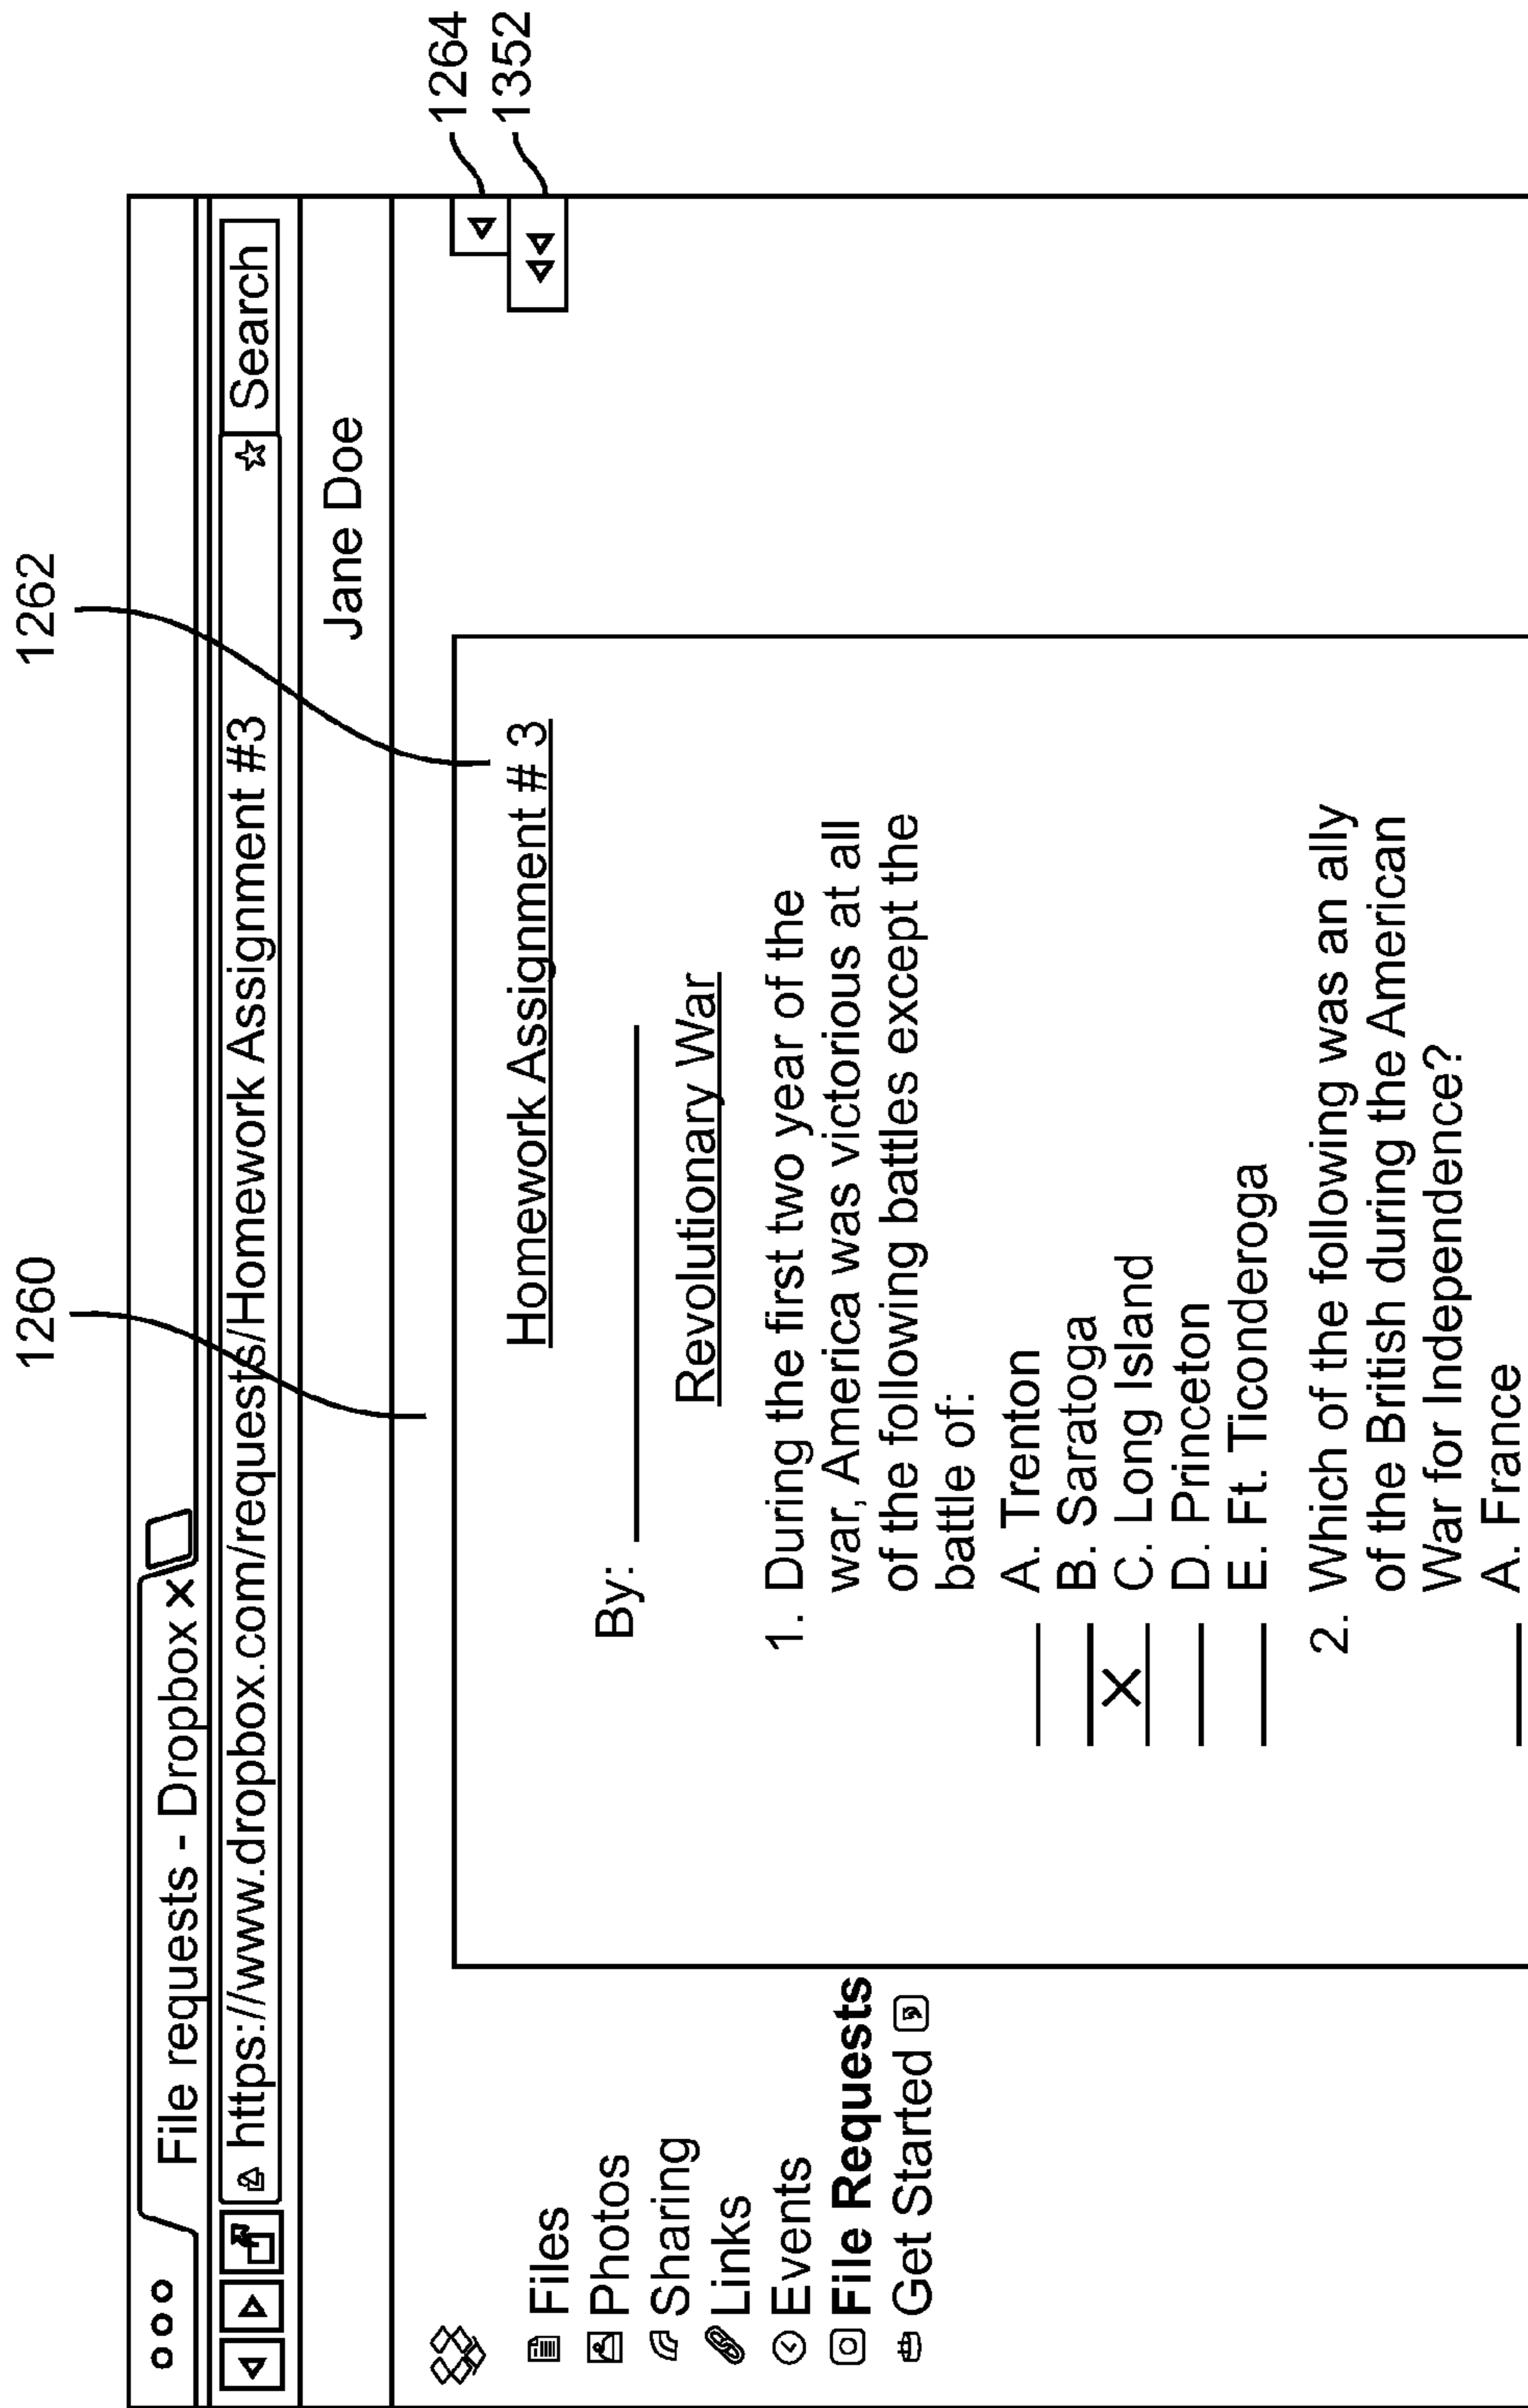 1260
1262
File requests - Dropbox X
https://www.dropbox.com/requests/Homework Assignment #3
Search
Jane Doe
1264
1352
Files
Photos
Sharing
Links
Events
File Requests
Get Started
Homework Assignment # 3
By:
Revolutionary War
1. During the first two year of the
war, America was victorious at all
of the following battles except the
battle of:
A. Trenton
B. Saratoga
X C. Long Island
D. Princeton
E. Ft. Ticonderoga
2. Which of the following was an ally
of the British during the American
War for Independence?
A. France